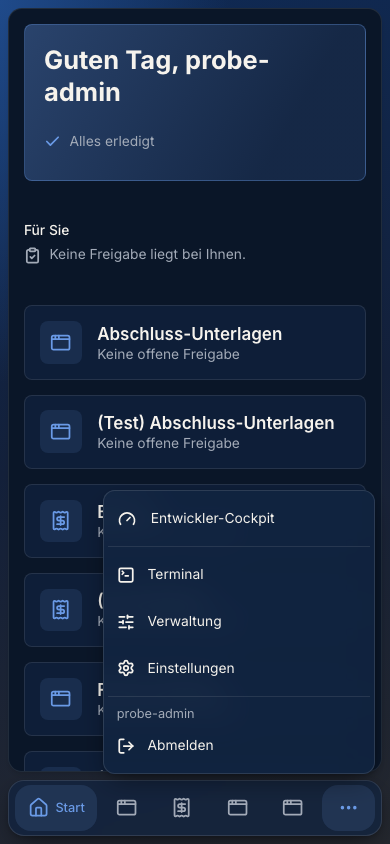 Guten Tag, probe-
admin
Alles erledigt
Für Sie
Keine Freigabe liegt bei Ihnen.
Abschluss-Unterlagen
Keine offene Freigabe
(Test) Abschluss-Unterlagen
Keine offene Freigabe
Entwickler-Cockpit
Terminal
Verwaltung
Einstellungen
probe-admin
Abmelden
Start